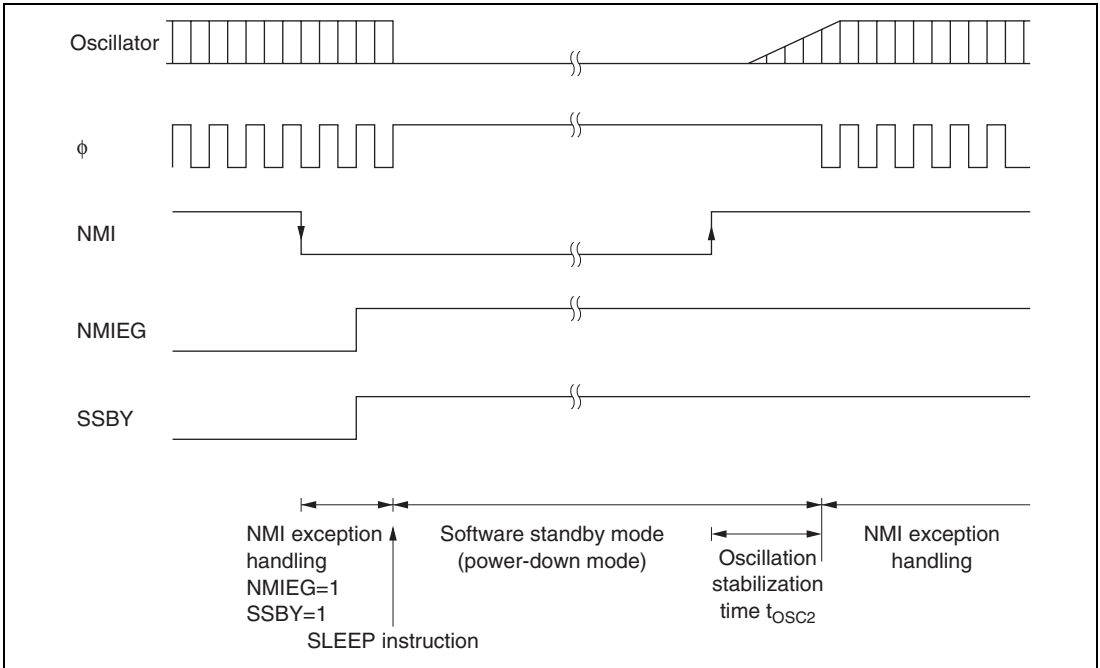 Oscillator
ϕ
NMI
NMIEG
SSBY
NMI exception
handling
NMIEG=1
SSBY=1
SLEEP instruction
Software standby mode
(power-down mode)
Oscillation
stabilization
time tOSC2
NMI exception
handling